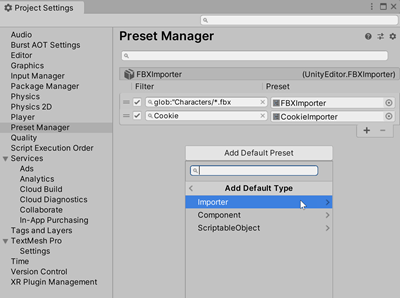 Project Settings
Preset Manager
Audio
Burst AOT Settings
Editor
Graphics
Input Manager
Package Manager
Physics
Physics 2D
Player
Preset Manager
Quality
Script Execution Order
Services
Ads
Analytics
Cloud Build
Cloud Diagnostics
Collaborate
In-App Purchasing
Tags and Layers
TextMesh Pro
Settings
Time
Version Control
XR Plugin Management
FBXImporter (UnityEditor.FBXImporter)
Filter Preset
glob:"Characters/*.fbx FBXImporter
Cookie CookieImporter
+ −
Add Default Preset
Add Default Type
Importer
Component
ScriptableObject